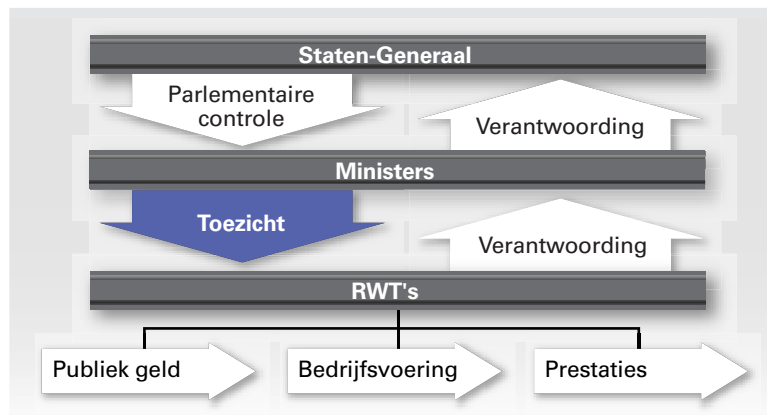 Staten-Generaal
Parlementaire
controle
Verantwoording
Ministers
Toezicht
Verantwoording
RWT's
Publiek geld
Bedrijfsvoering
Prestaties